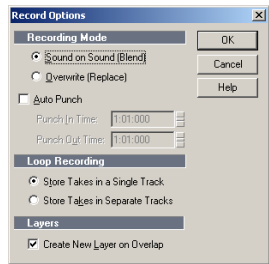 Record Options
Recording Mode
Sound on Sound (Blend)
Overwrite (Replace)
Auto Punch
Punch In Time: 1:01:000
Punch Out Time: 1:01:000
Loop Recording
Store Takes in a Single Track
Store Takes in Separate Tracks
Layers
Create New Layer on Overlap
OK
Cancel
Help